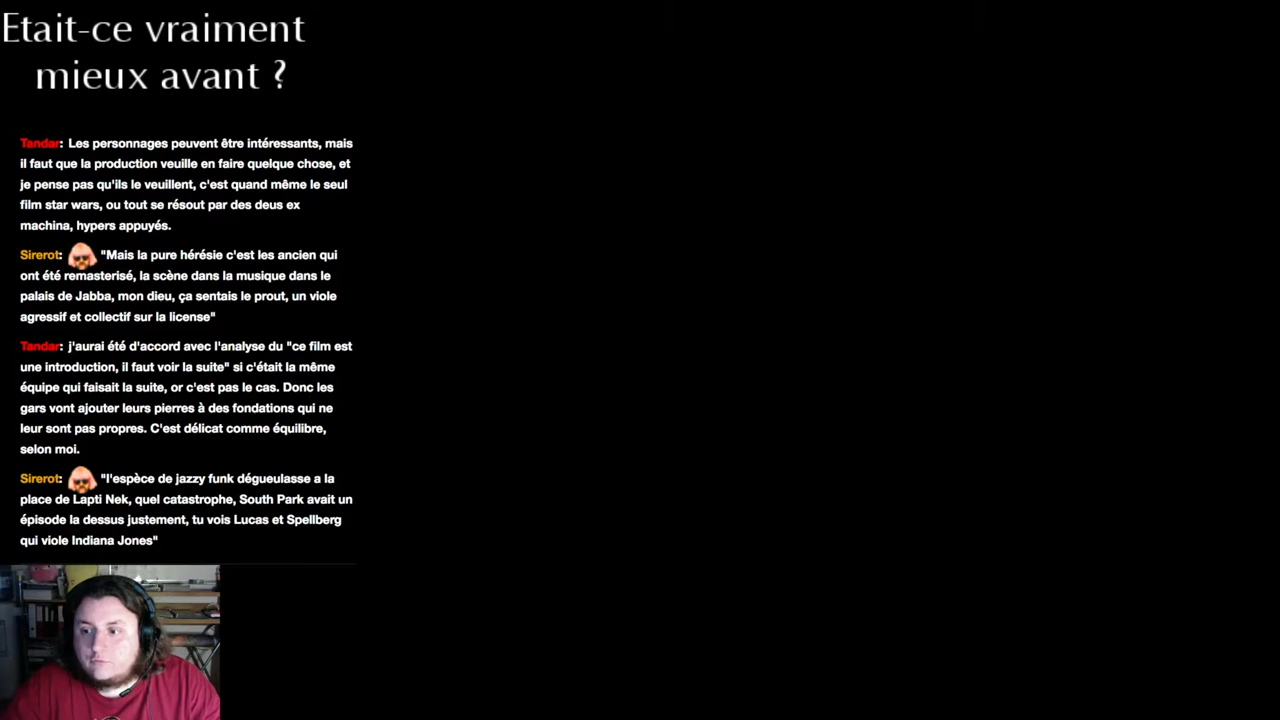 Etait-ce vraiment
mieux avant ?
Tandar: Les personnages peuvent être intéressants, mais
il faut que la production veuille en faire quelque chose, et
je pense pas qu'ils le veuillent, c'est quand même le seul
film star wars, ou tout se résout par des deus ex
machina, hypers appuyés.
Sirerot: "Mais la pure hérésie c'est les ancien qui
ont été remasterisé, la scène dans la musique dans le
palais de Jabba, mon dieu, ça sentais le prout, un viole
agressif et collectif sur la license"
Tandar: j'aurai été d'accord avec l'analyse du "ce film est
une introduction, il faut voir la suite" si c'était la même
équipe qui faisait la suite, or c'est pas le cas. Donc les
gars vont ajouter leurs pierres à des fondations qui ne
leur sont pas propres. C'est délicat comme équilibre,
selon moi.
Sirerot: "l'espèce de jazzy funk dégueulasse a la
place de Lapti Nek, quel catastrophe, South Park avait un
épisode la dessus justement, tu vois Lucas et Spellberg
qui viole Indiana Jones"